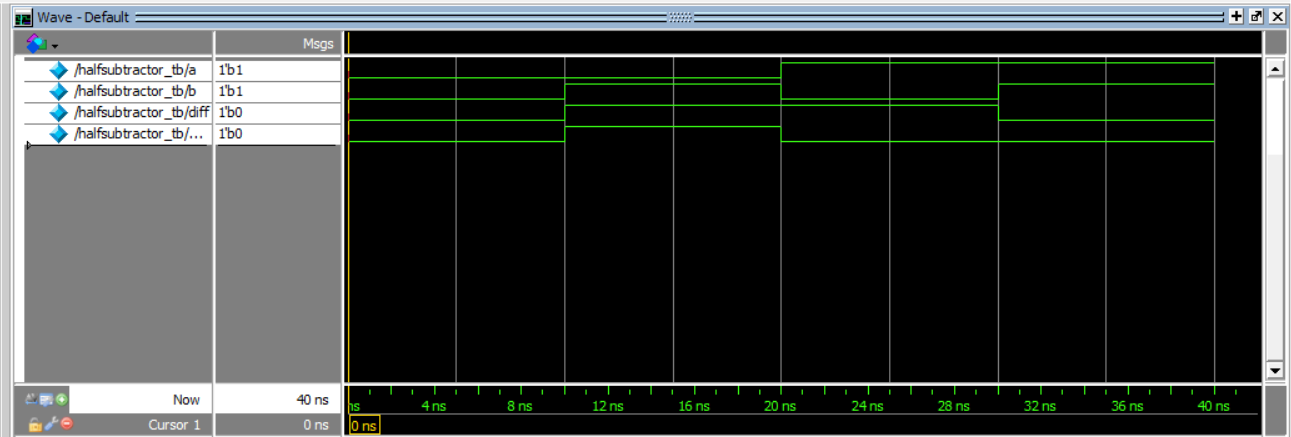 Wave - Default
Msgs
/halfsubtractor_tb/a 1'b1
/halfsubtractor_tb/b 1'b1
/halfsubtractor_tb/diff 1'b0
/halfsubtractor_tb/... 1'b0
Now 40 ns
ns 4 ns 8 ns 12 ns 16 ns 20 ns 24 ns 28 ns 32 ns 36 ns 40 ns
Cursor 1 0 ns 0 ns